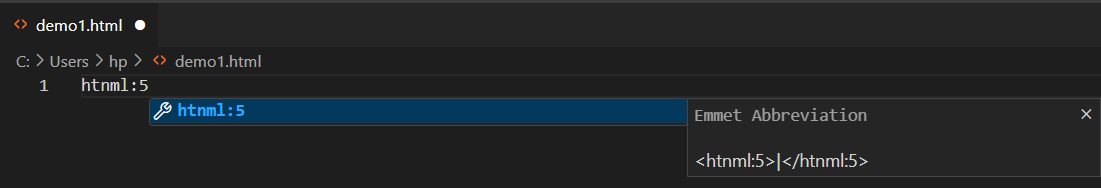 demo1.html
C: > Users > hp > demo1.html
1 htnml:5
htnml:5
Emmet Abbreviation
<htnml:5>|</htnml:5>